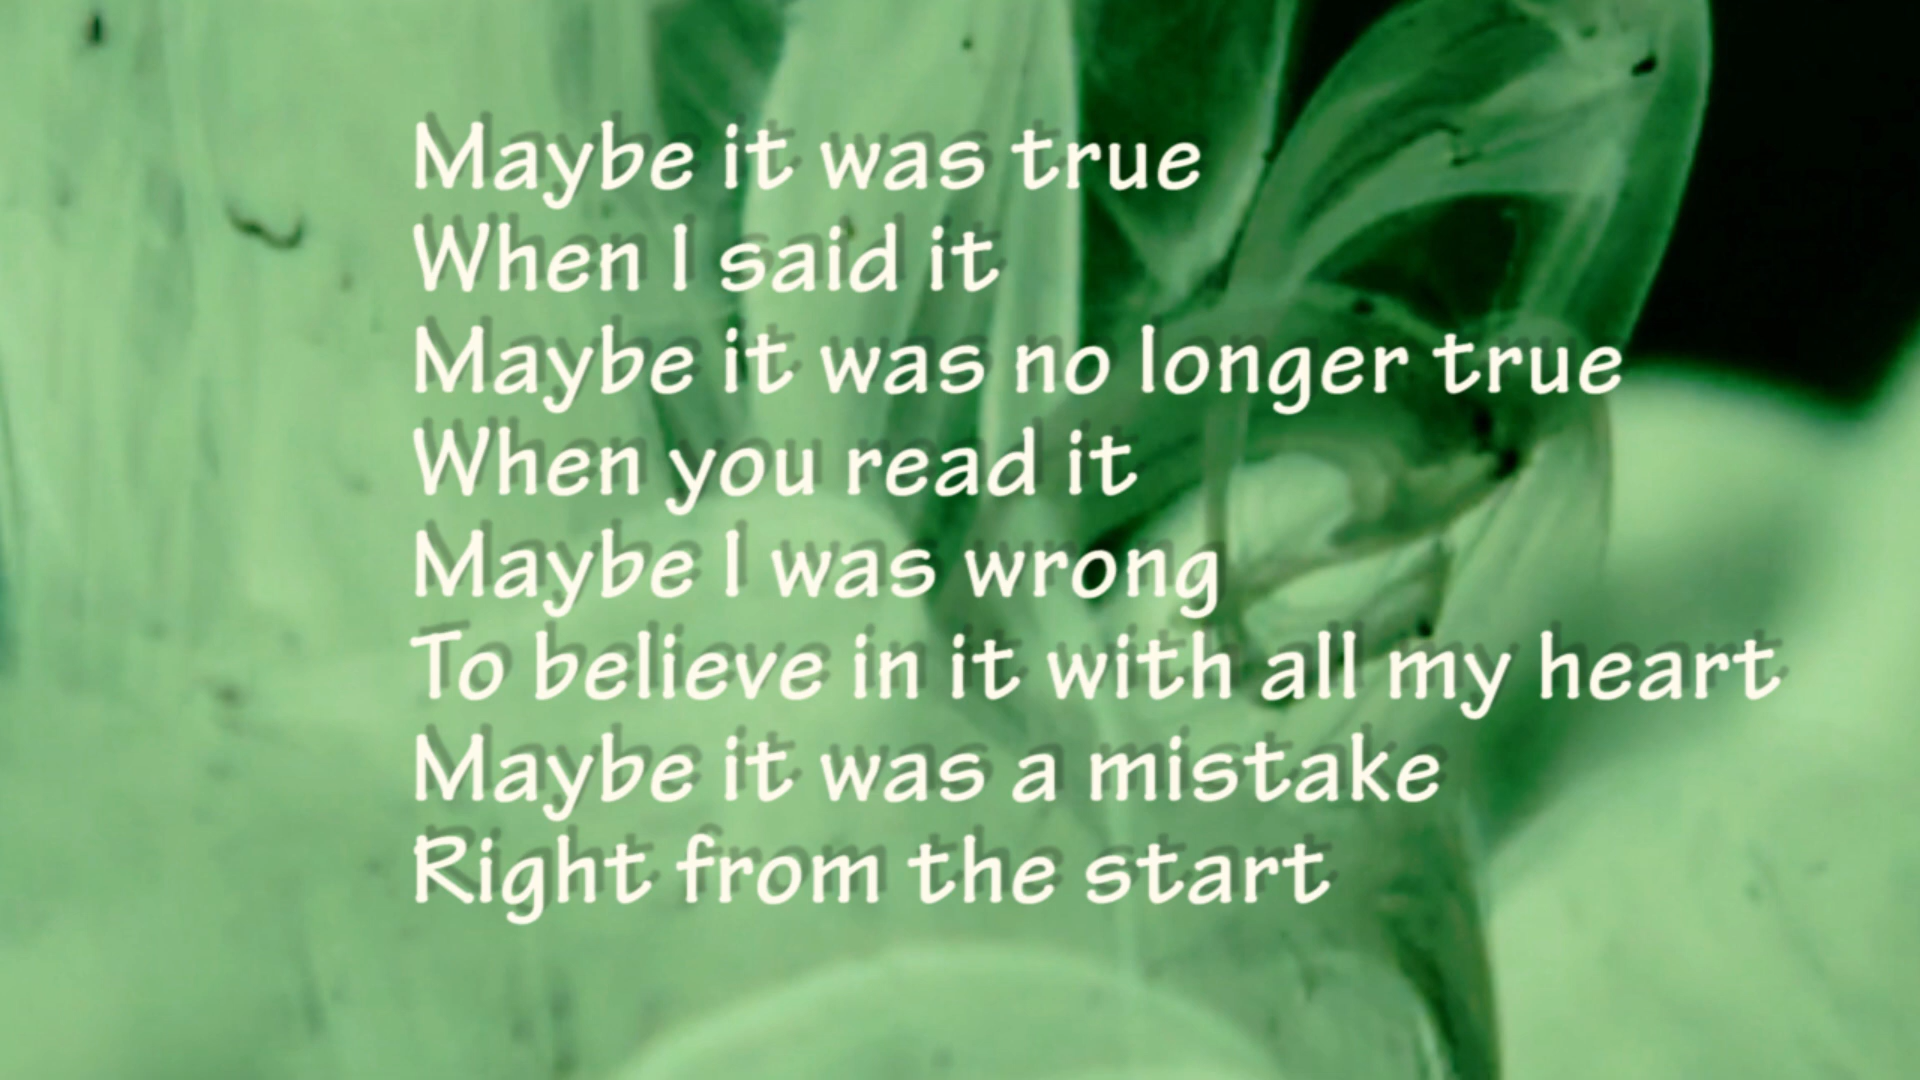 Maybe it was true
When I said it
Maybe it was no longer true
When you read it
Maybe I was wrong
To believe in it with all my heart
Maybe it was a mistake
Right from the start